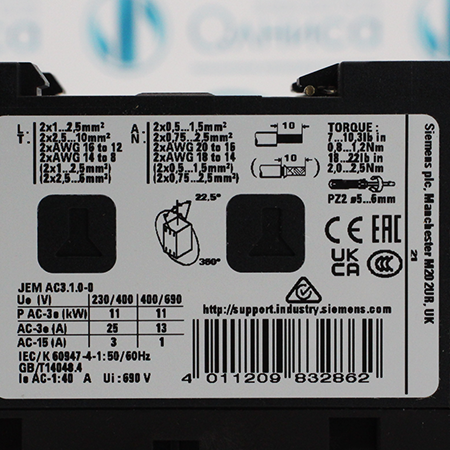 Оникса
L. 2x1...2,5mm²
T. 2x2,5...10mm²
2xAWG 16 to 12
2xAWG 14 to 8
(2x1...2,5mm²)
(2x2,5...6mm²)
A. 2x0,5...1,5mm²
N. 2x0,75...2,5mm²
2xAWG 20 to 16
2xAWG 18 to 14
(2x0,5...1,5mm²)
(2x0,75...2,5mm²)
10
(10)
TORQUE:
7...10,3lb in
0,8...1,2Nm
18...22lb in
2,0...2,5Nm
PZ2 ø5...6mm
Siemens plc, Manchester M20 2UR, UK
21
22.5°
360°
CE EAC
UK CA CCC
JEM AC3.1.0-0
Ue (V) 230/400 400/690
P AC-3e (kW) 11 11
AC-3e (A) 25 13
AC-15 (A) 3 1
IEC/K 60947-4-1:50/60Hz
GB/T14048.4
Ie AC-1:40 A Ui:690 V
http://support.industry.siemens.com
4 011209 832862